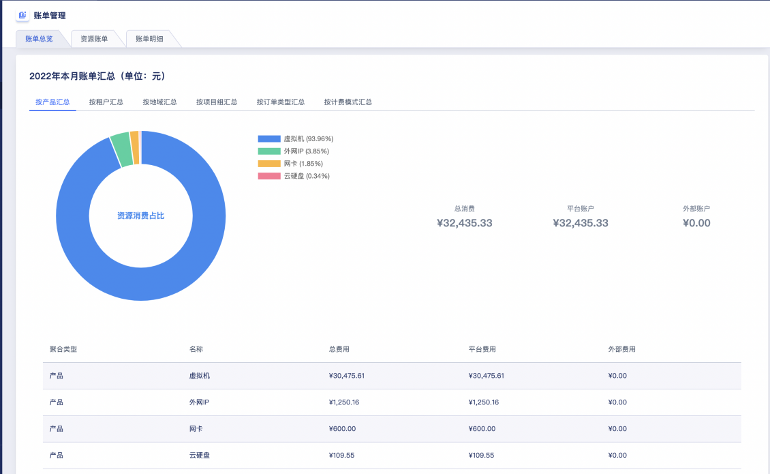 账单管理
账单总览 资源账单 账单明细
2022年本月账单汇总（单位：元）
按产品汇总 按租户汇总 按地域汇总 按项目组汇总 按订单类型汇总 按计费模式汇总
虚拟机 (93.96%)
外网IP (3.85%)
网卡 (1.85%)
云硬盘 (0.34%)
资源消费占比
总消费 平台账户 外部账户
¥32,435.33 ¥32,435.33 ¥0.00
聚合类型 名称 总费用 平台费用 外部费用
产品 虚拟机 ¥30,475.61 ¥30,475.61 ¥0.00
产品 外网IP ¥1,250.16 ¥1,250.16 ¥0.00
产品 网卡 ¥600.00 ¥600.00 ¥0.00
产品 云硬盘 ¥109.55 ¥109.55 ¥0.00